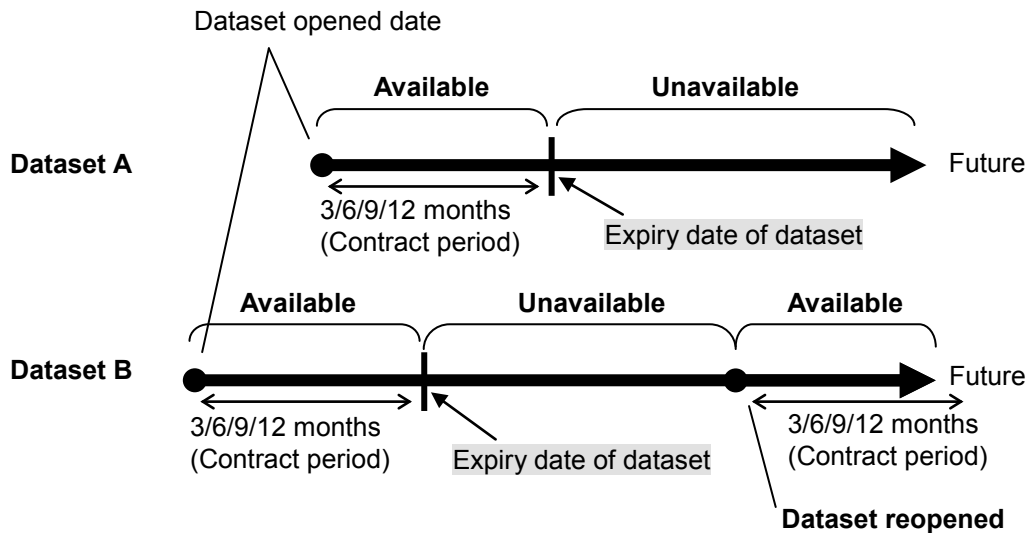 Dataset opened date
Available
Unavailable
Dataset A
Future
3/6/9/12 months
(Contract period)
Expiry date of dataset
Available
Unavailable
Available
Dataset B
Future
3/6/9/12 months
(Contract period)
Expiry date of dataset
3/6/9/12 months
(Contract period)
Dataset reopened